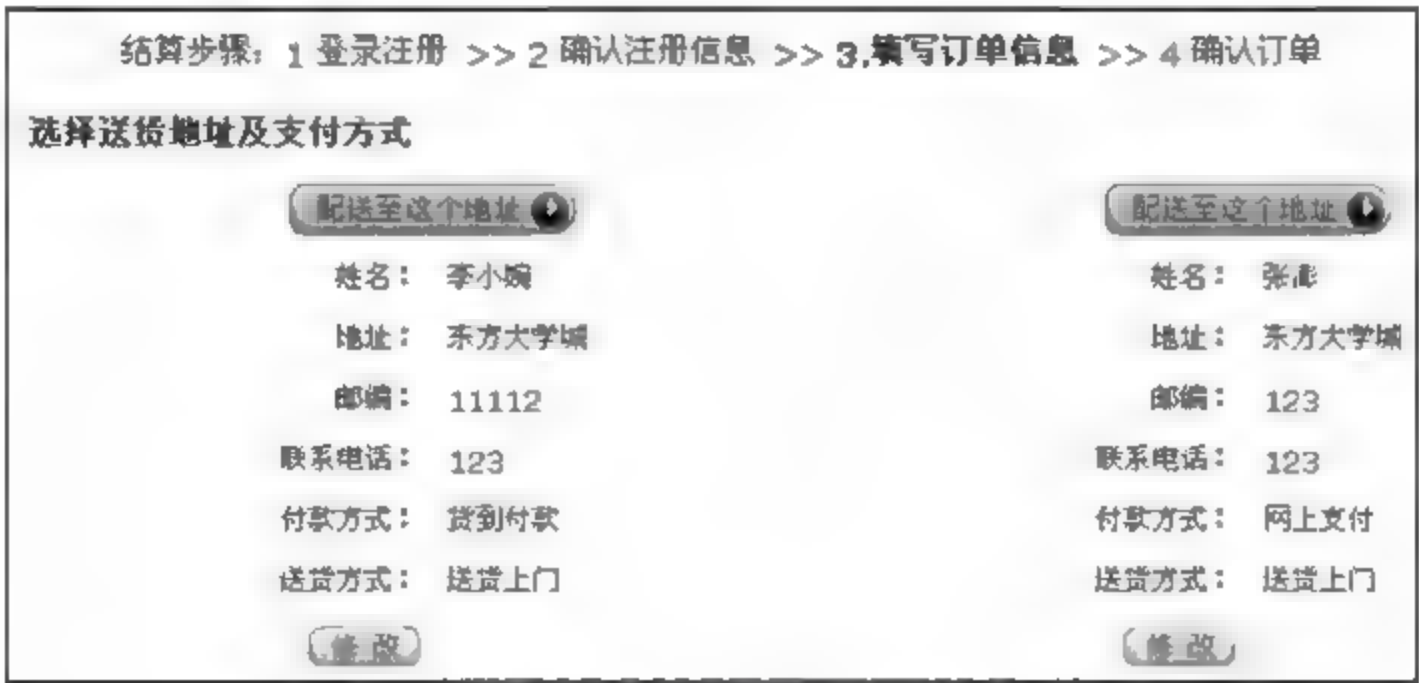 结算步骤: 1 登录注册 >> 2 确认注册信息 >> 3.填写订单信息 >> 4 确认订单
选择送货地址及支付方式
配送至这个地址 配送至这个地址
姓名: 李小婉 姓名: 张
地址: 东方大学城 地址: 东方大学城
邮编: 11112 邮编: 123
联系电话: 123 联系电话: 123
付款方式: 货到付款 付款方式: 网上支付
送货方式: 送货上门 送货方式: 送货上门
修改 修改